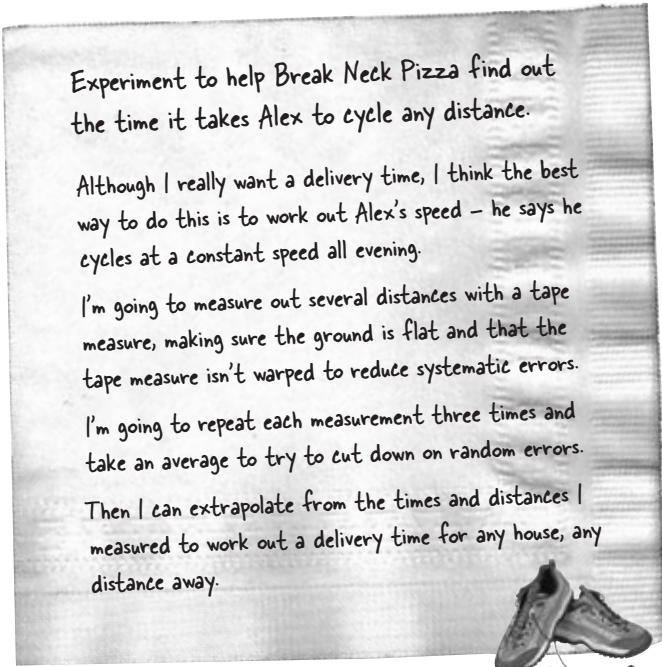 Experiment to help Break Neck Pizza find out
the time it takes Alex to cycle any distance.
Although I really want a delivery time, I think the best
way to do this is to work out Alex's speed – he says he
cycles at a constant speed all evening.
I'm going to measure out several distances with a tape
measure, making sure the ground is flat and that the
tape measure isn't warped to reduce systematic errors.
I'm going to repeat each measurement three times and
take an average to try to cut down on random errors.
Then I can extrapolate from the times and distances I
measured to work out a delivery time for any house, any
distance away.